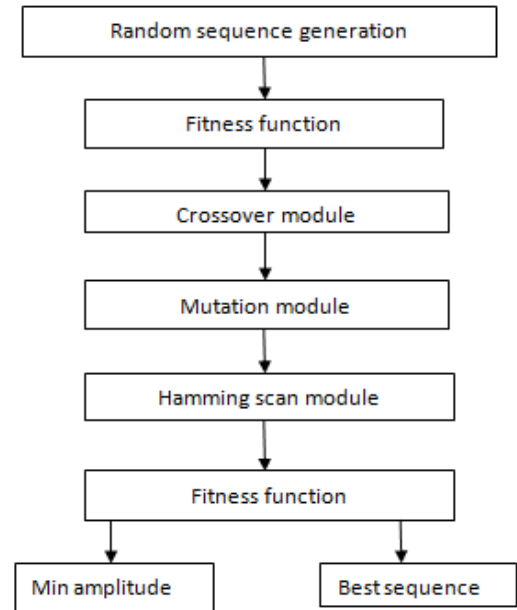 Random sequence generation
Fitness function
Crossover module
Mutation module
Hamming scan module
Fitness function
Min amplitude
Best sequence